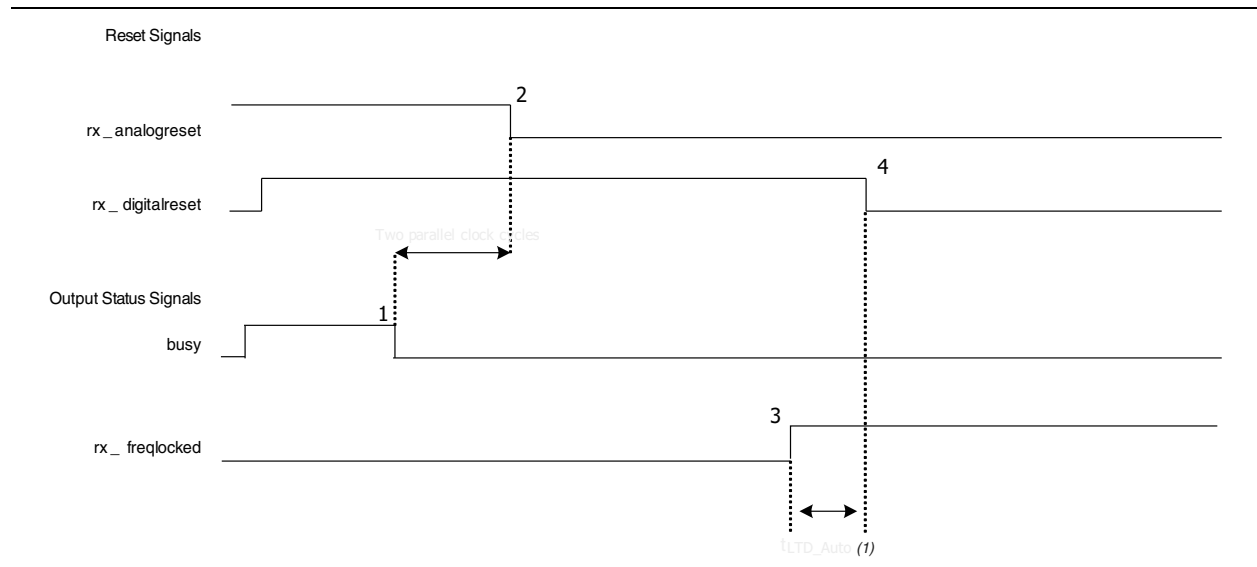 Reset Signals
2
rx _ analogreset
4
rx _ digitalreset
Two parallel clock cycles
Output Status Signals
1
busy
3
rx _ freqlocked
tLTD_Auto (1)